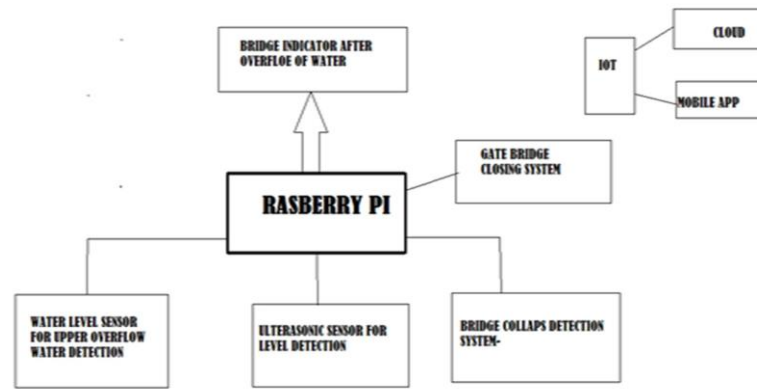 BRIDGE INDICATOR AFTER
OVERFLOE OF WATER
CLOUD
IOT
MOBILE APP
GATE BRIDGE
CLOSING SYSTEM
RASBERRY PI
WATER LEVEL SENSOR
FOR UPPER OVERFLOW
WATER DETECTION
ULTERASONIC SENSOR FOR
LEVEL DETECTION
BRIDGE COLLAPS DETECTION
SYSTEM-